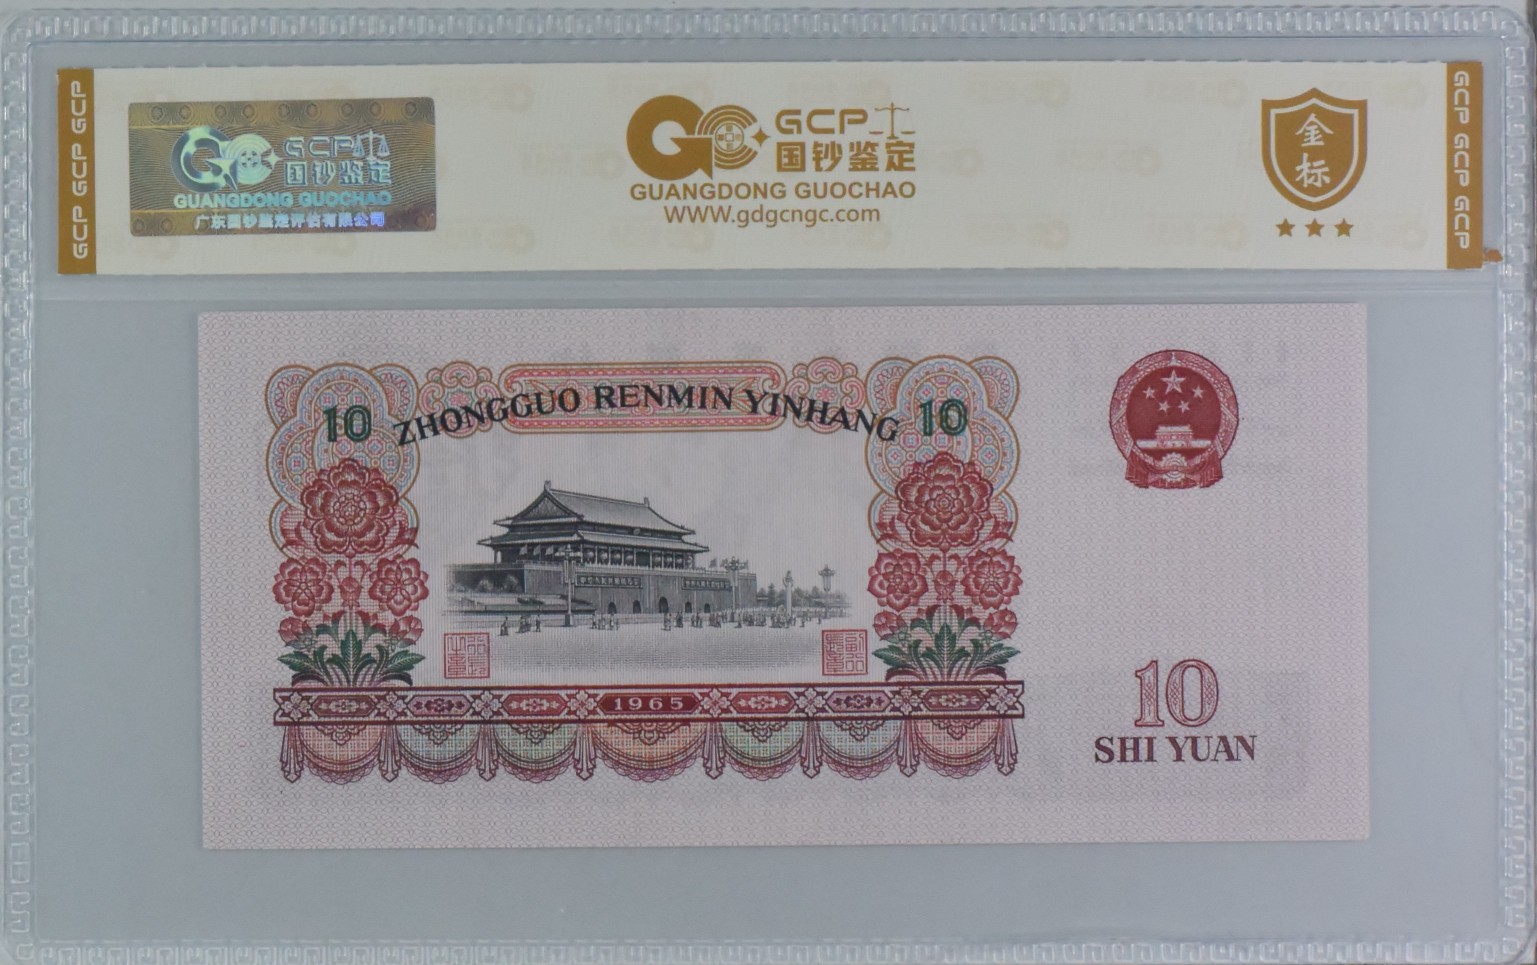 GCP GCP GCP
GCP
国钞鉴定
GUANGDONG GUOCHAO
广东国钞鉴定评估有限公司
GCP
国钞鉴定
GUANGDONG GUOCHAO
WWW.gdgcngc.com
金
标
GCP GCP GCP
10 ZHONGGUO RENMIN YINHANG 10
1965
10
SHI YUAN